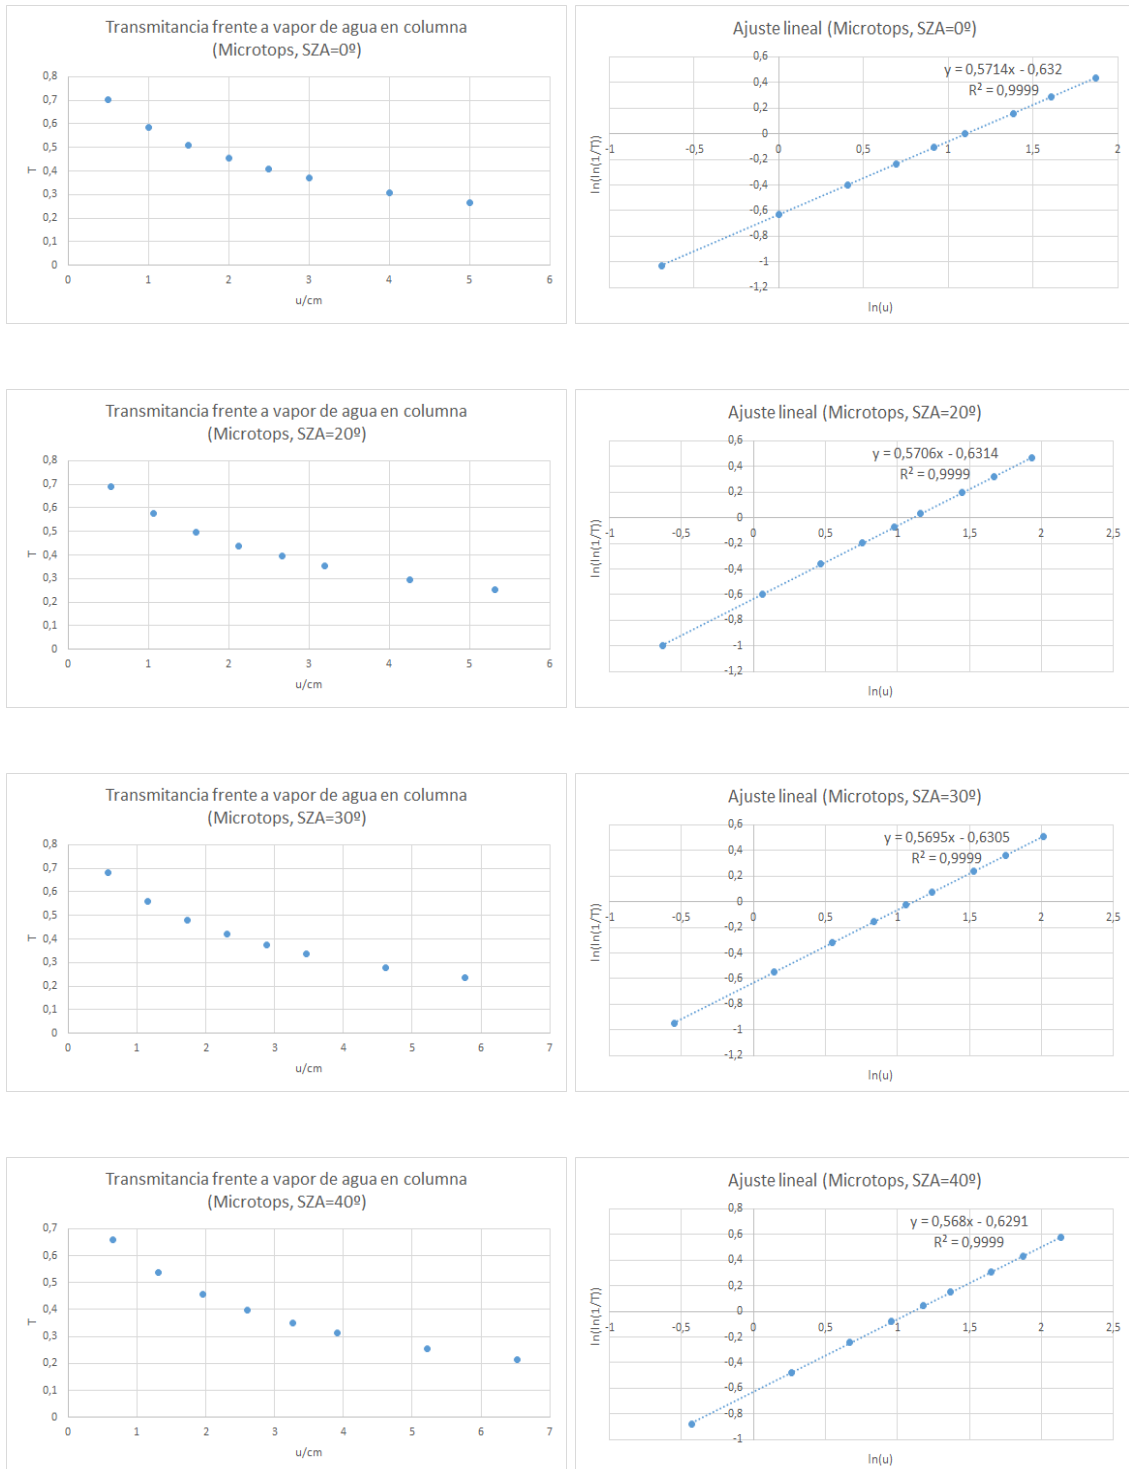 Transmitancia frente a vapor de agua en columna
(Microtops, SZA=0º)
0,8
0,7
0,6
0,5
0,4
0,3
0,2
0,1
0
T
0 1 2 3 4 5 6
u/cm
Ajuste lineal (Microtops, SZA=0º)
y = 0,5714x - 0,632
R² = 0,9999
0,6
0,4
0,2
0
-0,2
-0,4
-0,6
-0,8
-1
-1,2
-1 -0,5 0 0,5 1 1,5 2
ln(ln(1/T))
ln(u)
Transmitancia frente a vapor de agua en columna
(Microtops, SZA=20º)
0,8
0,7
0,6
0,5
0,4
0,3
0,2
0,1
0
T
0 1 2 3 4 5 6
u/cm
Ajuste lineal (Microtops, SZA=20º)
y = 0,5706x - 0,6314
R² = 0,9999
0,6
0,4
0,2
0
-0,2
-0,4
-0,6
-0,8
-1
-1,2
-1 -0,5 0 0,5 1 1,5 2 2,5
ln(ln(1/T))
ln(u)
Transmitancia frente a vapor de agua en columna
(Microtops, SZA=30º)
0,8
0,7
0,6
0,5
0,4
0,3
0,2
0,1
0
T
0 1 2 3 4 5 6 7
u/cm
Ajuste lineal (Microtops, SZA=30º)
y = 0,5695x - 0,6305
R² = 0,9999
0,6
0,4
0,2
0
-0,2
-0,4
-0,6
-0,8
-1
-1,2
-1 -0,5 0 0,5 1 1,5 2 2,5
ln(ln(1/T))
ln(u)
Transmitancia frente a vapor de agua en columna
(Microtops, SZA=40º)
0,7
0,6
0,5
0,4
0,3
0,2
0,1
0
T
0 1 2 3 4 5 6 7
u/cm
Ajuste lineal (Microtops, SZA=40º)
y = 0,568x - 0,6291
R² = 0,9999
0,8
0,6
0,4
0,2
0
-0,2
-0,4
-0,6
-0,8
-1
-1 -0,5 0 0,5 1 1,5 2 2,5
ln(ln(1/T))
ln(u)